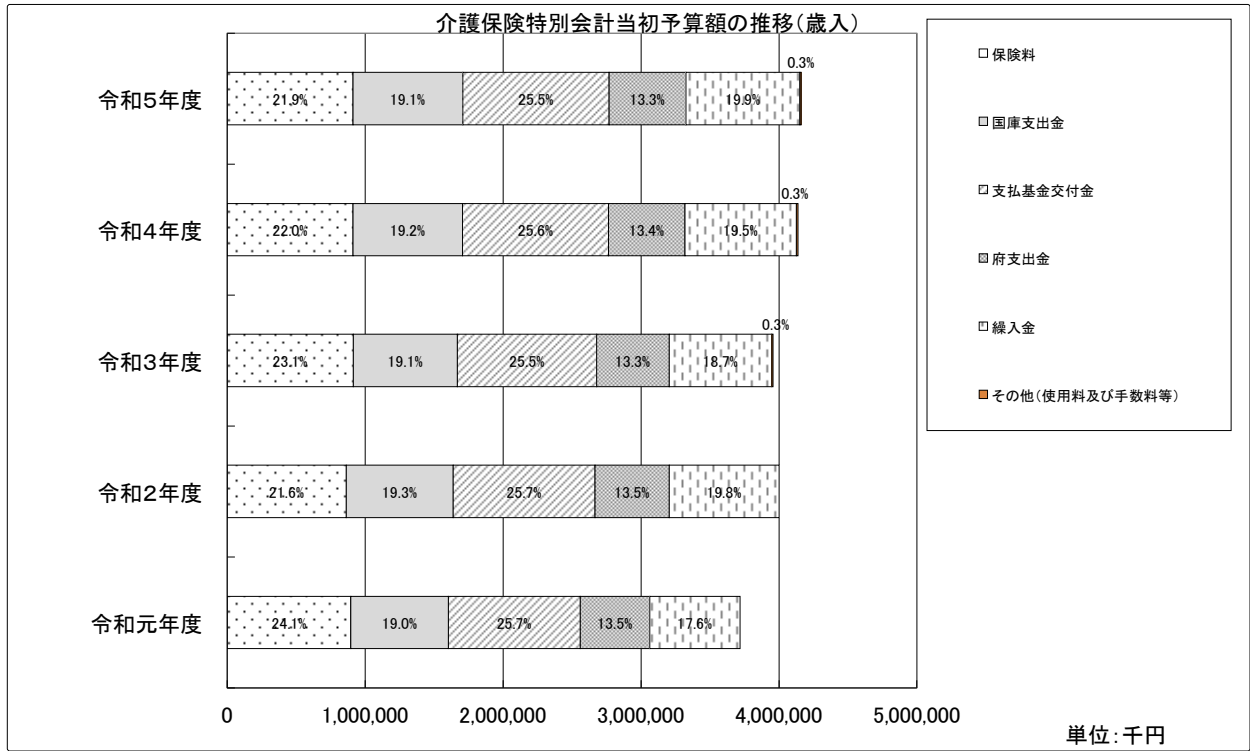 介護保険特別会計当初予算額の推移(歳入)
保険料
国庫支出金
支払基金交付金
府支出金
繰入金
その他(使用料及び手数料等)
0.3%
令和5年度 21.9% 19.1% 25.5% 13.3% 19.9%
0.3%
令和4年度 22.0% 19.2% 25.6% 13.4% 19.5%
0.3%
令和3年度 23.1% 19.1% 25.5% 13.3% 18.7%
令和2年度 21.6% 19.3% 25.7% 13.5% 19.8%
令和元年度 24.1% 19.0% 25.7% 13.5% 17.6%
0 1,000,000 2,000,000 3,000,000 4,000,000 5,000,000
単位:千円